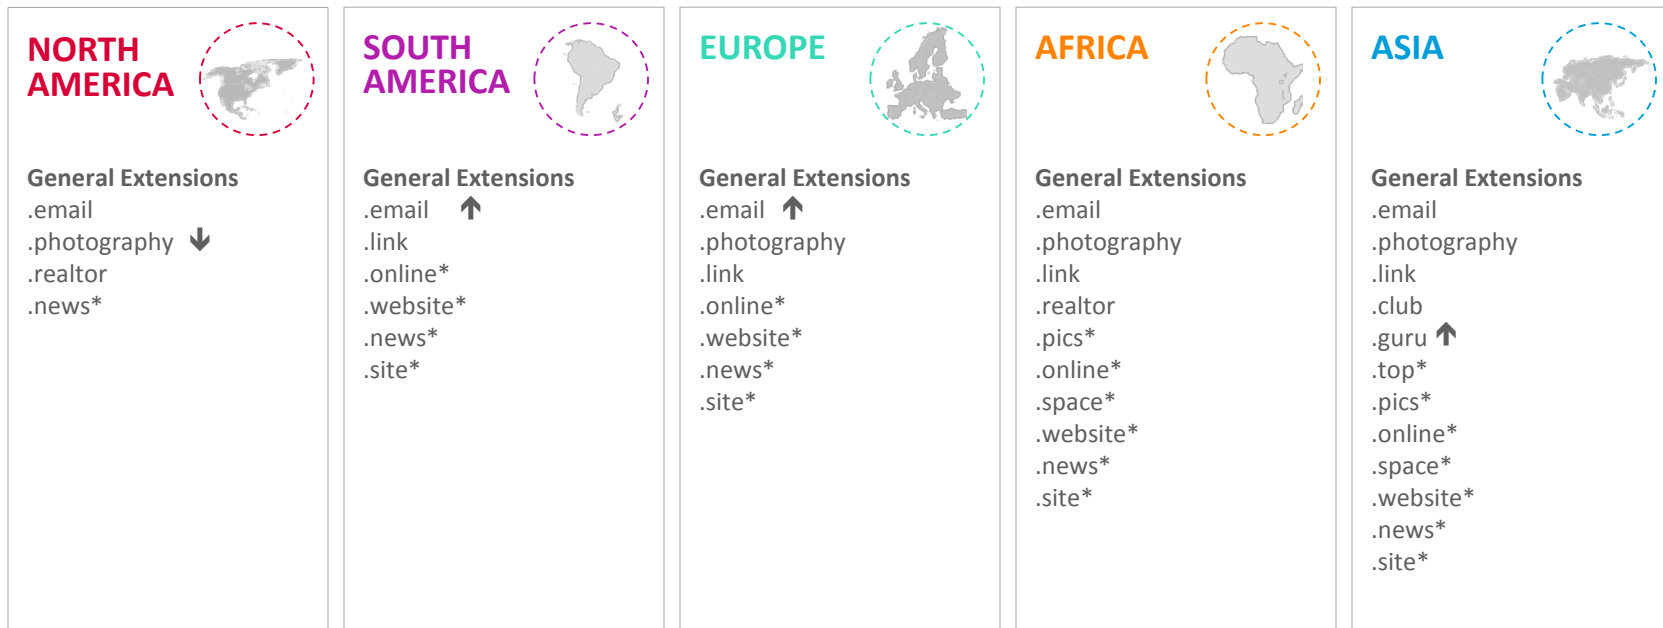 NORTH
AMERICA
General Extensions
.email
.photography ↓
.realtor
.news*
SOUTH
AMERICA
General Extensions
.email ↑
.link
.online*
.website*
.news*
.site*
EUROPE
General Extensions
.email ↑
.photography
.link
.online*
.website*
.news*
.site*
AFRICA
General Extensions
.email
.photography
.link
.realtor
.pics*
.online*
.space*
.website*
.news*
.site*
ASIA
General Extensions
.email
.photography
.link
.club
.guru ↑
.top*
.pics*
.online*
.space*
.website*
.news*
.site*